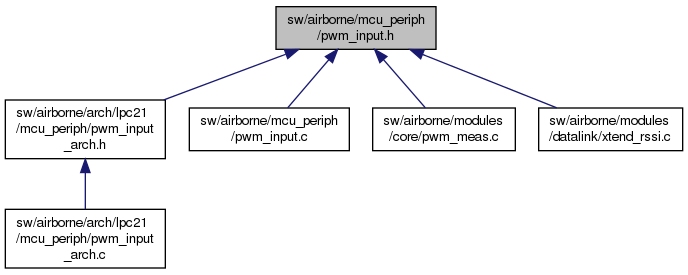 sw/airborne/mcu_periph
/pwm_input.h
sw/airborne/arch/lpc21
/mcu_periph/pwm_input
_arch.h
sw/airborne/mcu_periph
/pwm_input.c
sw/airborne/modules
/core/pwm_meas.c
sw/airborne/modules
/datalink/xtend_rssi.c
sw/airborne/arch/lpc21
/mcu_periph/pwm_input
_arch.c